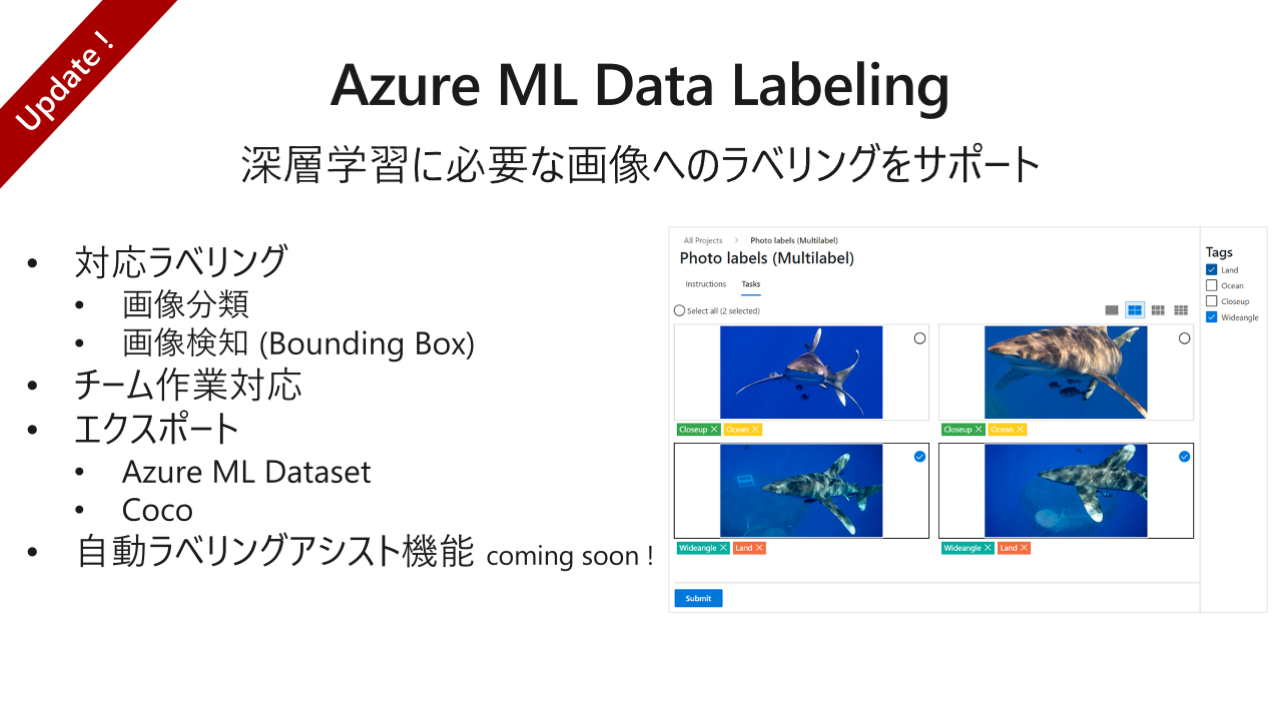 Update !
Azure ML Data Labeling
深層学習に必要な画像へのラベリングをサポート
• 対応ラベリング
• 画像分類
• 画像検知 (Bounding Box)
• チーム作業対応
• エクスポート
• Azure ML Dataset
• Coco
• 自動ラベリングアシスト機能 coming soon !
All Projects > Photo labels (Multilabel)
Photo labels (Multilabel)
Instructions Tasks
Select all (2 selected)
Closeup × Ocean ×
Closeup × Ocean ×
Wideangle × Land ×
Wideangle × Land ×
Submit
Tags
Land
Ocean
Closeup
Wideangle